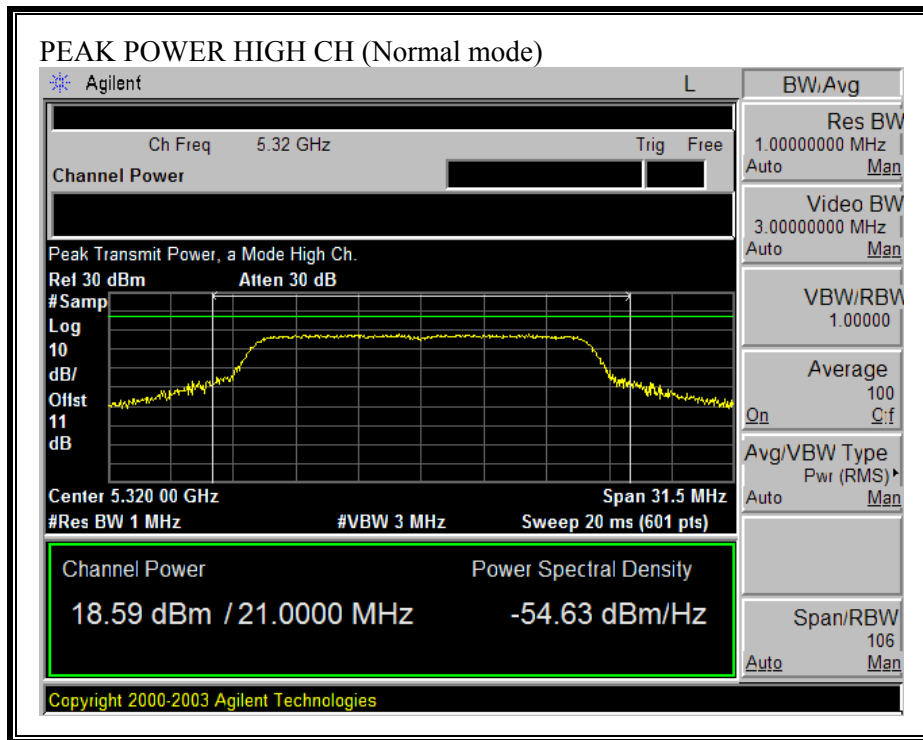 PEAK POWER HIGH CH (Normal mode)
Agilent L
Ch Freq 5.32 GHz Trig Free
Channel Power
Peak Transmit Power, a Mode High Ch.
Ref 30 dBm Atten 30 dB
#Samp
Log
10
dB/
Offst
11
dB
Center 5.320 00 GHz Span 31.5 MHz
#Res BW 1 MHz #VBW 3 MHz Sweep 20 ms (601 pts)
Channel Power Power Spectral Density
18.59 dBm / 21.0000 MHz -54.63 dBm/Hz
Copyright 2000-2003 Agilent Technologies
BW/Avg
Res BW
1.00000000 MHz
Auto Man
Video BW
3.00000000 MHz
Auto Man
VBW/RBW
1.00000
Average
100
On Off
Avg/VBW Type
Pwr (RMS)
Auto Man
Span/RBW
106
Auto Man